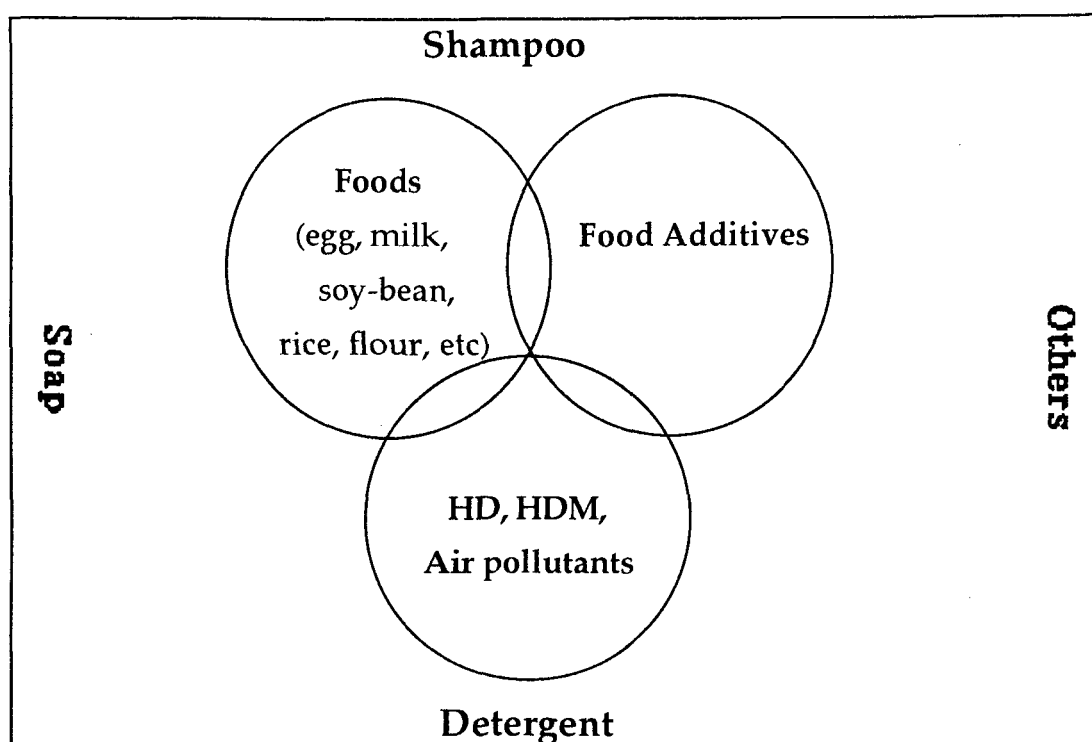 Shampoo
Foods
(egg, milk,
soy-bean,
rice, flour, etc)
Food Additives
Soap
Others
HD, HDM,
Air pollutants
Detergent